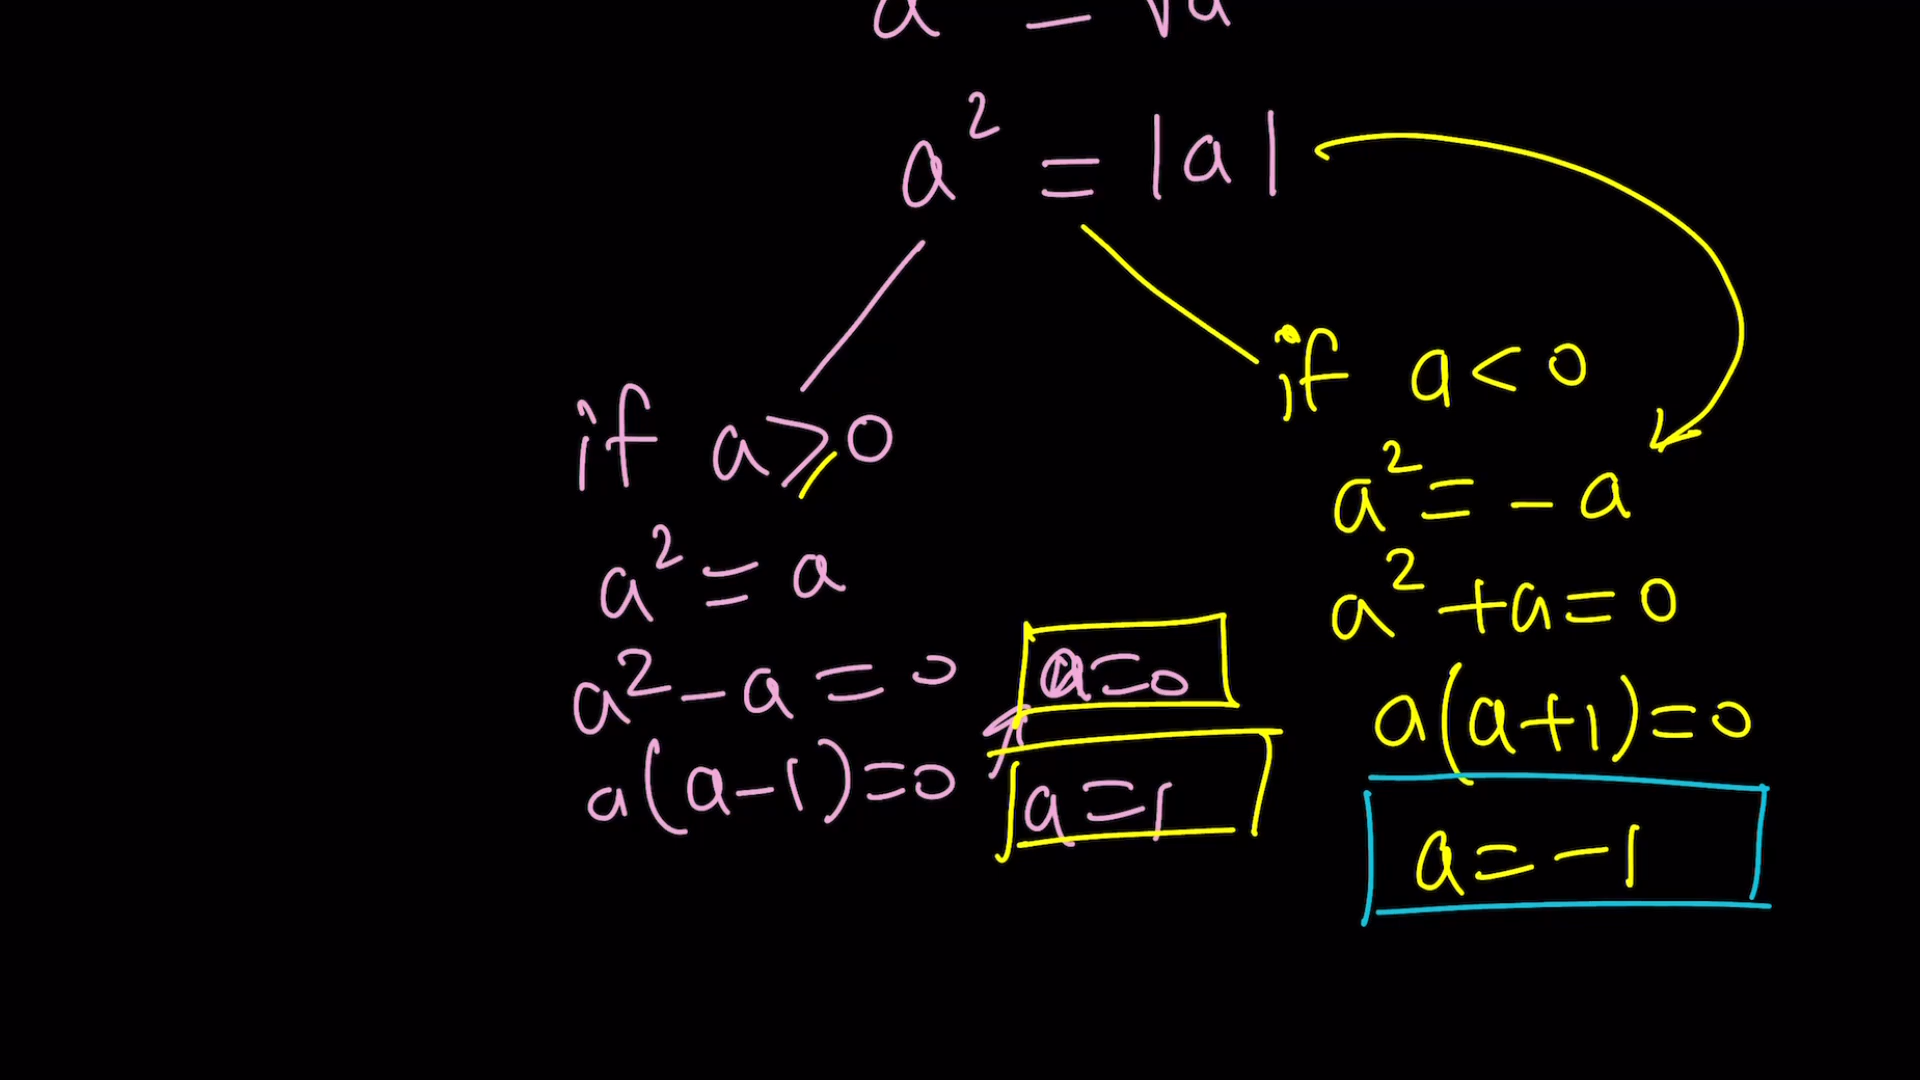 a² = |a|
if a ≥ 0
a² = a
a² - a = 0
a(a-1) = 0
a = 0
a = 1
if a < 0
a² = - a
a² + a = 0
a(a+1) = 0
a = -1